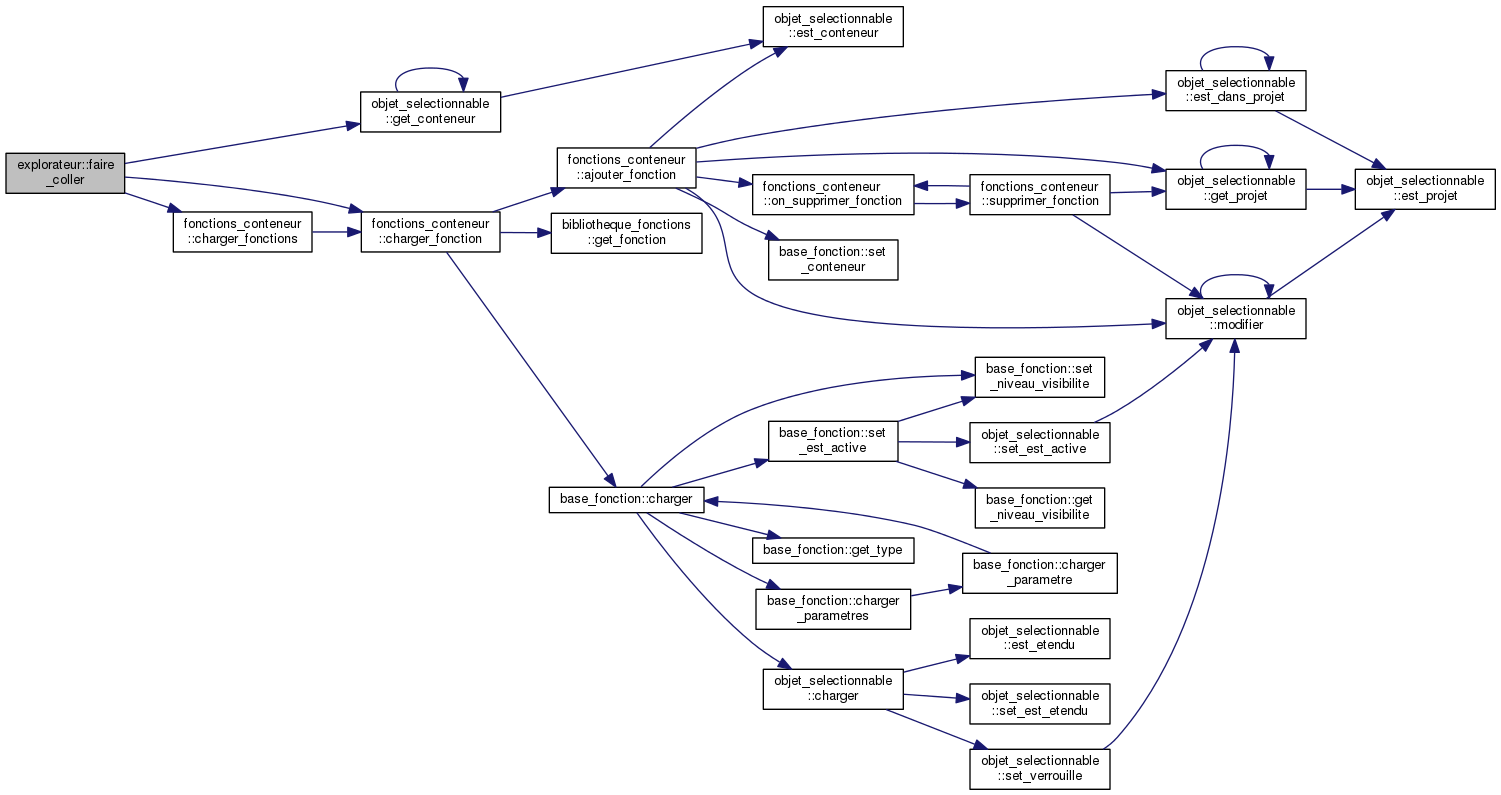 objet_selectionnable
::est_conteneur
objet_selectionnable
::est_dans_projet
objet_selectionnable
::get_conteneur
explorateur::faire
_coller
fonctions_conteneur
::ajouter_fonction
fonctions_conteneur
::on_supprimer_fonction
fonctions_conteneur
::supprimer_fonction
objet_selectionnable
::get_projet
objet_selectionnable
::est_projet
fonctions_conteneur
::charger_fonctions
fonctions_conteneur
::charger_fonction
bibliotheque_fonctions
::get_fonction
base_fonction::set
_conteneur
objet_selectionnable
::modifier
base_fonction::set
_niveau_visibilite
base_fonction::set
_est_active
objet_selectionnable
::set_est_active
base_fonction::charger
base_fonction::get
_niveau_visibilite
base_fonction::get_type
base_fonction::charger
_parametre
base_fonction::charger
_parametres
objet_selectionnable
::est_etendu
objet_selectionnable
::charger
objet_selectionnable
::set_est_etendu
objet_selectionnable
::set_verrouille